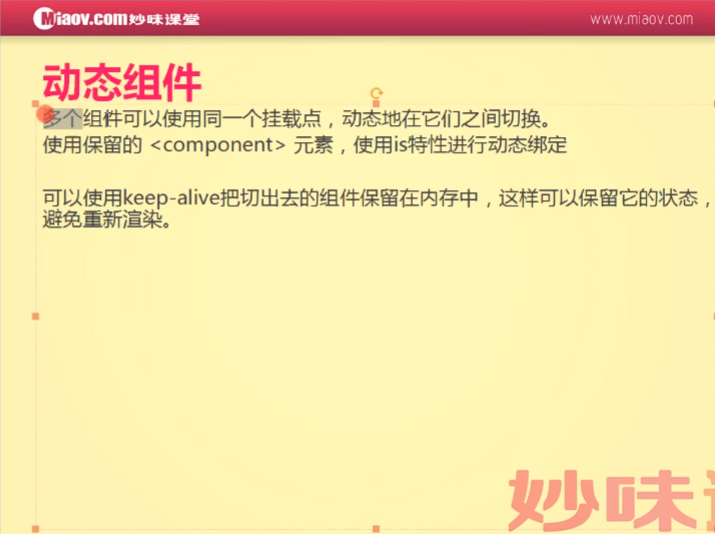 Miaov.com妙味课堂
www.miaov.com
动态组件
多个组件可以使用同一个挂载点，动态地在它们之间切换。
使用保留的 <component> 元素，使用is特性进行动态绑定
可以使用keep-alive把切出去的组件保留在内存中，这样可以保留它的状态，
避免重新渲染。
妙味